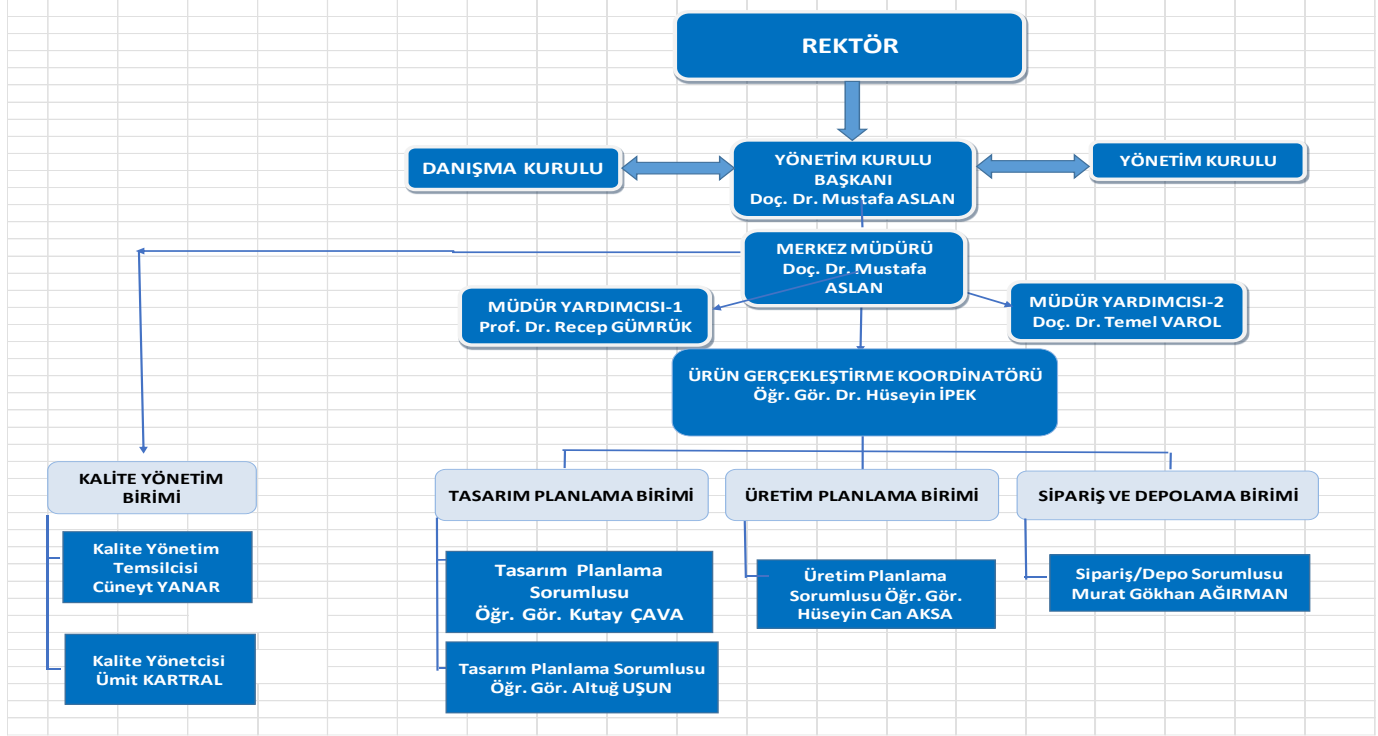 REKTÖR
DANIŞMA KURULU
YÖNETİM KURULU
BAŞKANI
Doç. Dr. Mustafa ASLAN
YÖNETİM KURULU
MERKEZ MÜDÜRÜ
Doç. Dr. Mustafa
ASLAN
MÜDÜR YARDIMCISI-1
Prof. Dr. Recep GÜMRÜK
MÜDÜR YARDIMCISI-2
Doç. Dr. Temel VAROL
ÜRÜN GERÇEKLEŞTİRME KOORDİNATÖRÜ
Öğr. Gör. Dr. Hüseyin İPEK
KALİTE YÖNETİM
BİRİMİ
TASARIM PLANLAMA BİRİMİ
ÜRETİM PLANLAMA BİRİMİ
SİPARİŞ VE DEPOLAMA BİRİMİ
Kalite Yönetim
Temsilcisi
Cüneyt YANAR
Tasarım Planlama
Sorumlusu
Öğr. Gör. Kutay ÇAVA
Üretim Planlama
Sorumlusu Öğr. Gör.
Hüseyin Can AKSA
Sipariş/Depo Sorumlusu
Murat Gökhan AĞIRMAN
Kalite Yönetcisi
Ümit KARTRAL
Tasarım Planlama Sorumlusu
Öğr. Gör. Altuğ UŞUN